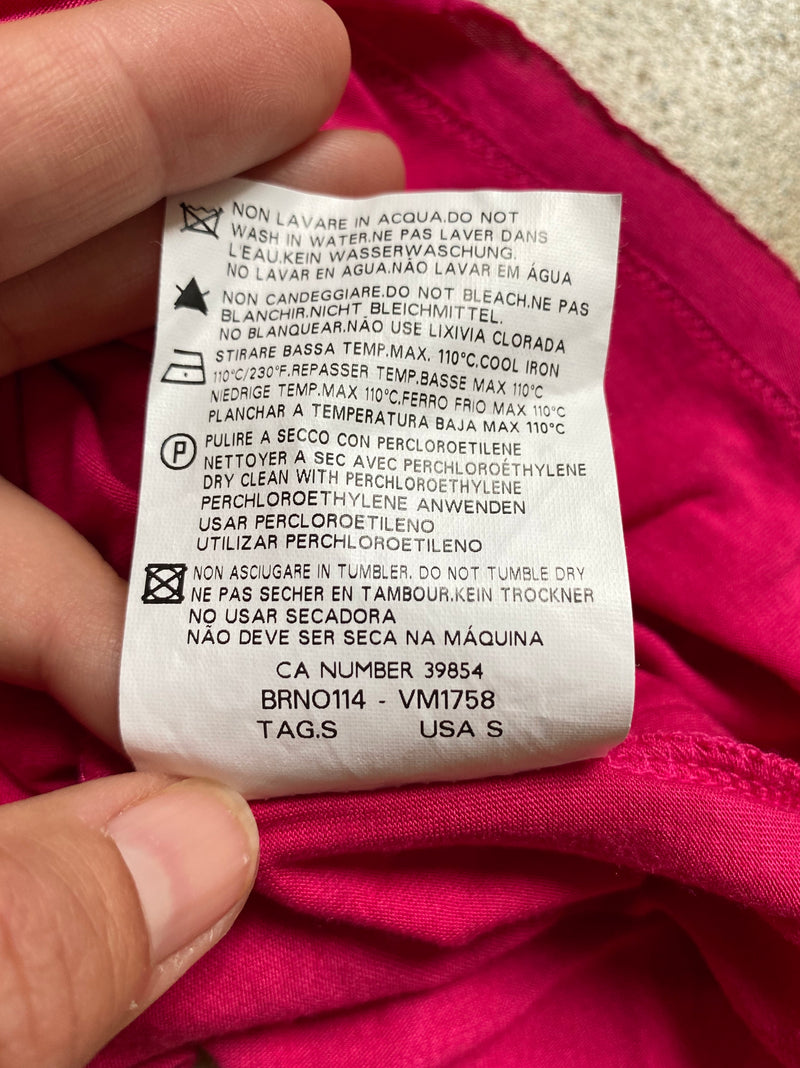 NON LAVARE IN ACQUA.DO NOT
WASH IN WATER.NE PAS LAVER DANS
L'EAU.KEIN WASSERWASCHUNG.
NO LAVAR EN AGUA.NÃO LAVAR EM ÁGUA
NON CANDEGGIARE.DO NOT BLEACH.NE PAS
BLANCHIR.NICHT BLEICHMITTEL.
NO BLANQUEAR.NÃO USE LIXIVIA CLORADA
STIRARE BASSA TEMP.MAX. 110°C.COOL IRON
110°C/230°F.REPASSER TEMP.BASSE MAX 110°C
NIEDRIGE TEMP.MAX 110°C.FERRO FRIO MAX 110°C
PLANCHAR A TEMPERATURA BAJA MAX 110°C
P PULIRE A SECCO CON PERCLOROETILENE
NETTOYER A SEC AVEC PERCHLOROÉTHYLENE
DRY CLEAN WITH PERCHLOROETHYLENE
PERCHLOROETHYLENE ANWENDEN
USAR PERCLOROETILENO
UTILIZAR PERCHLOROETILENO
NON ASCIUGARE IN TUMBLER. DO NOT TUMBLE DRY
NE PAS SECHER EN TAMBOUR.KEIN TROCKNER
NO USAR SECADORA
NÃO DEVE SER SECA NA MÁQUINA
CA NUMBER 39854
BRNO114 - VM1758
TAG.S USA S